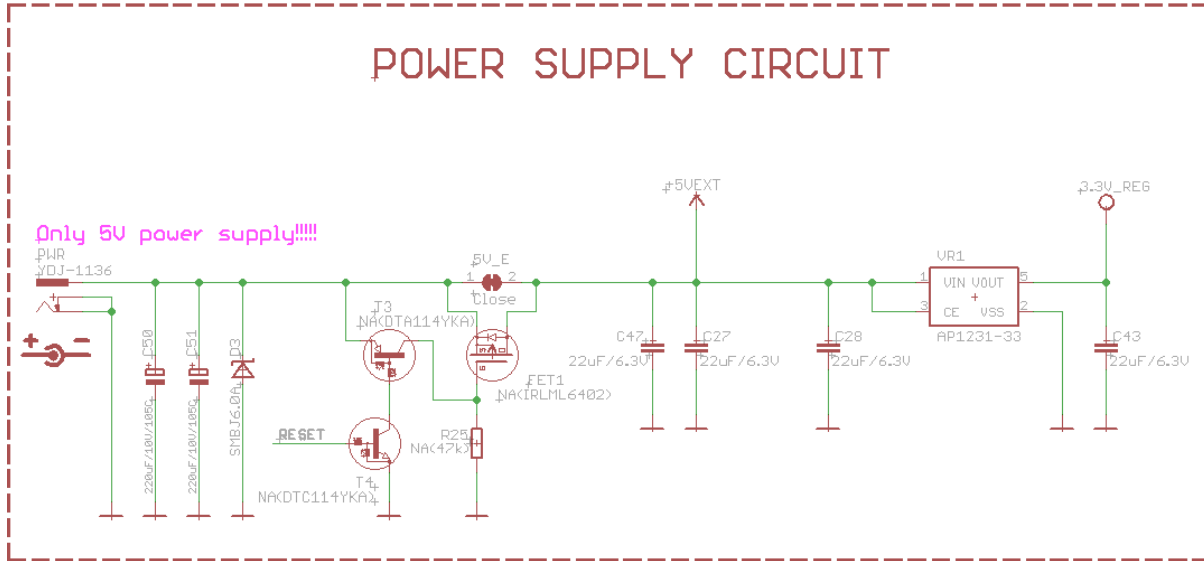 POWER SUPPLY CIRCUIT
+5VEXT
3.3V_REG
Only 5V power supply!!!!!
PWR
YDJ-1136
+ -
5V_E
1 2
Close
VR1
1 VIN VOUT 5
3 CE VSS 2
AP1231-33
T3
NA(DTA114YKA)
C50
220uF/10V/105C
C51
220uF/10V/105C
D3
SMBJ6.0A
G S D
FET1
NA(IRLML6402)
C47
22uF/6.3V
C27
22uF/6.3V
C28
22uF/6.3V
C43
22uF/6.3V
RESET
R25
NA(47k)
T4
NA(DTC114YKA)